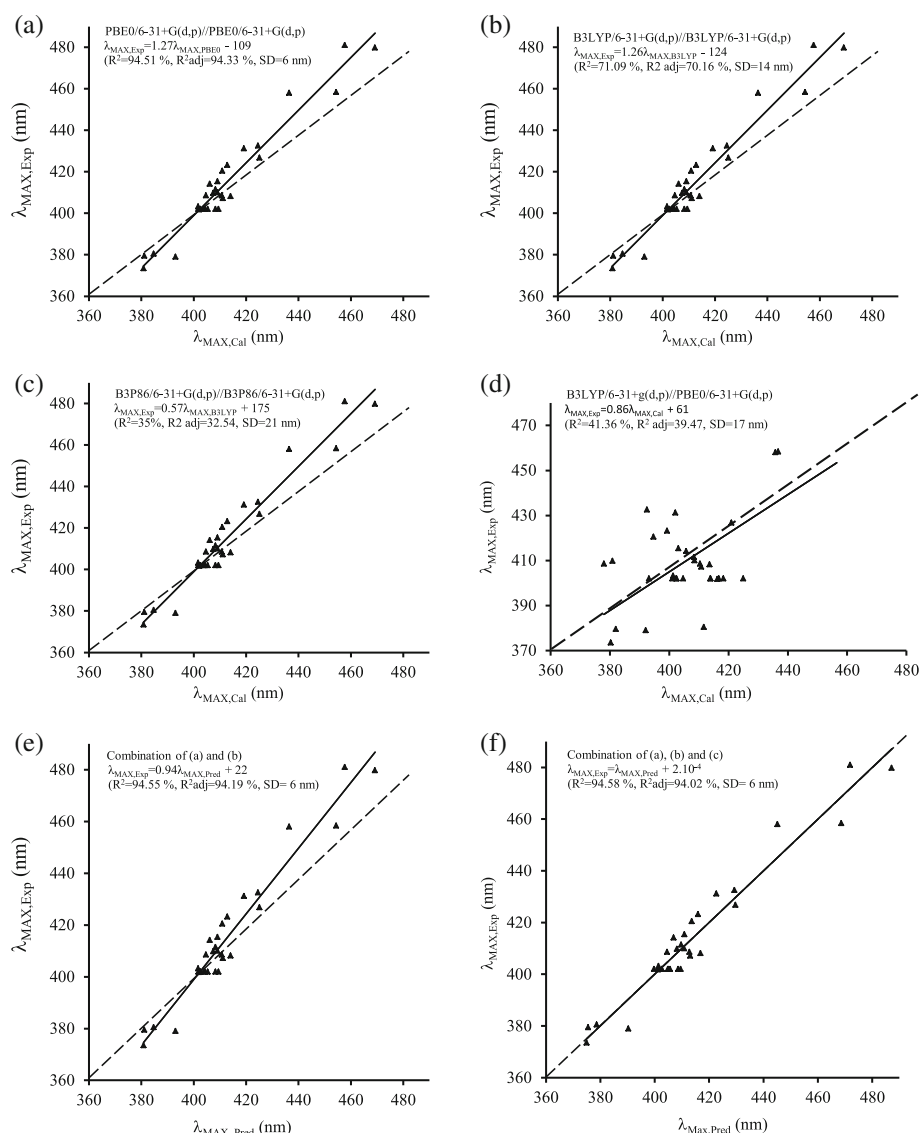 (a)
PBE0/6-31+G(d,p)//PBE0/6-31+G(d,p)
λMAX,Exp=1.27λMAX,PBE0 - 109
(R²=94.51 %, R²adj=94.33 %, SD=6 nm)
480
460
440
420
400
380
360
λMAX,Exp (nm)
360 380 400 420 440 460 480
λMAX,Cal (nm)
(b)
B3LYP/6-31+G(d,p)//B3LYP/6-31+G(d,p)
λMAX,Exp=1.26λMAX,B3LYP - 124
(R²=71.09 %, R2 adj=70.16 %, SD=14 nm)
480
460
440
420
400
380
360
λMAX,Exp (nm)
360 380 400 420 440 460 480
λMAX,Cal (nm)
(c)
B3P86/6-31+G(d,p)//B3P86/6-31+G(d,p)
λMAX,Exp=0.57λMAX,B3LYP + 175
(R²=35%, R2 adj=32.54, SD=21 nm)
480
460
440
420
400
380
360
λMAX,Exp (nm)
360 380 400 420 440 460 480
λMAX,Cal (nm)
(d)
B3LYP/6-31+g(d,p)//PBE0/6-31+G(d,p)
λMAX,Exp=0.86λMAX,Cal + 61
(R²=41.36 %, R² adj=39.47, SD=17 nm)
470
450
430
410
390
370
λMAX,Exp (nm)
360 380 400 420 440 460 480
λMAX,Cal (nm)
(e)
Combination of (a) and (b)
λMAX,Exp=0.94λMAX,Pred + 22
(R²=94.55 %, R²adj=94.19 %, SD= 6 nm)
480
460
440
420
400
380
360
λMAX,Exp (nm)
360 380 400 420 440 460 480
λMAX, Pred (nm)
(f)
Combination of (a), (b) and (c)
λMAX,Exp=λMAX,Pred + 2.10⁻⁴
(R²=94.58 %, R²adj=94.02 %, SD= 6 nm)
480
460
440
420
400
380
360
λMAX,Exp (nm)
360 380 400 420 440 460 480
λMax,Pred (nm)